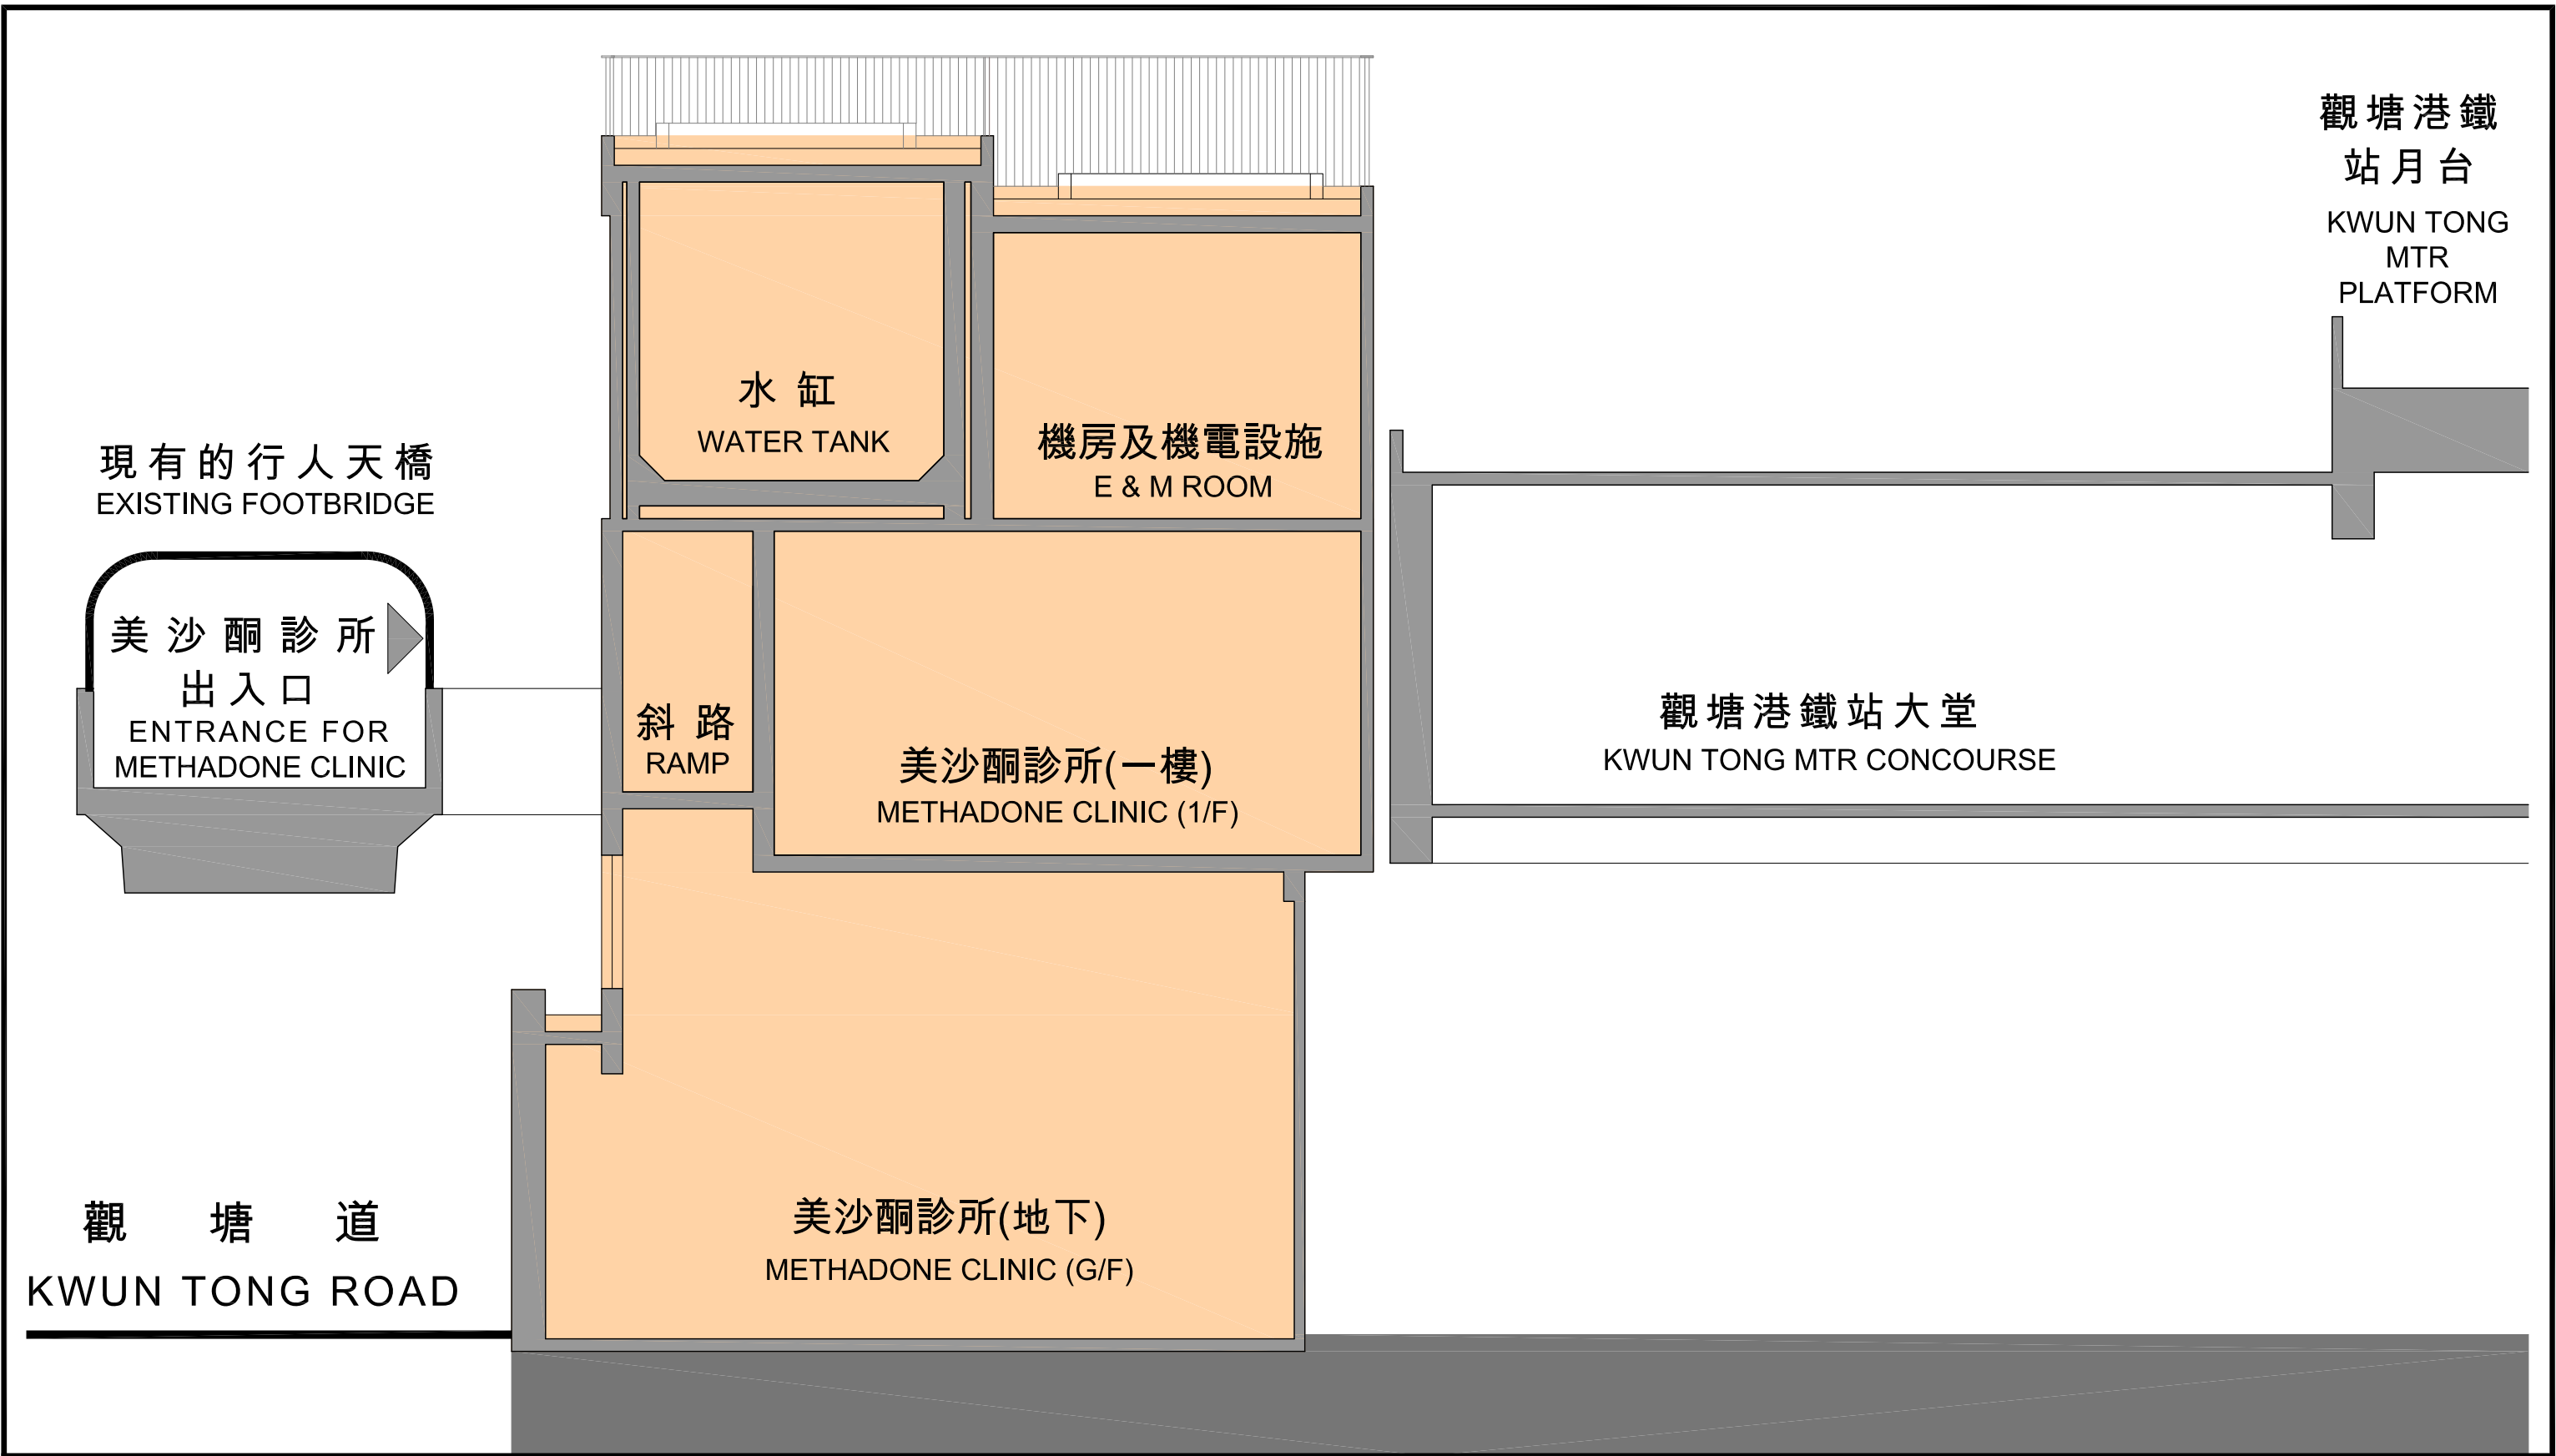 觀塘港鐵
站月台
KWUN TONG
MTR
PLATFORM
水缸
WATER TANK
機房及機電設施
E & M ROOM
現有的行人天橋
EXISTING FOOTBRIDGE
美沙酮診所
出入口
ENTRANCE FOR
METHADONE CLINIC
斜路
RAMP
美沙酮診所(一樓)
METHADONE CLINIC (1/F)
觀塘港鐵站大堂
KWUN TONG MTR CONCOURSE
美沙酮診所(地下)
METHADONE CLINIC (G/F)
觀塘道
KWUN TONG ROAD